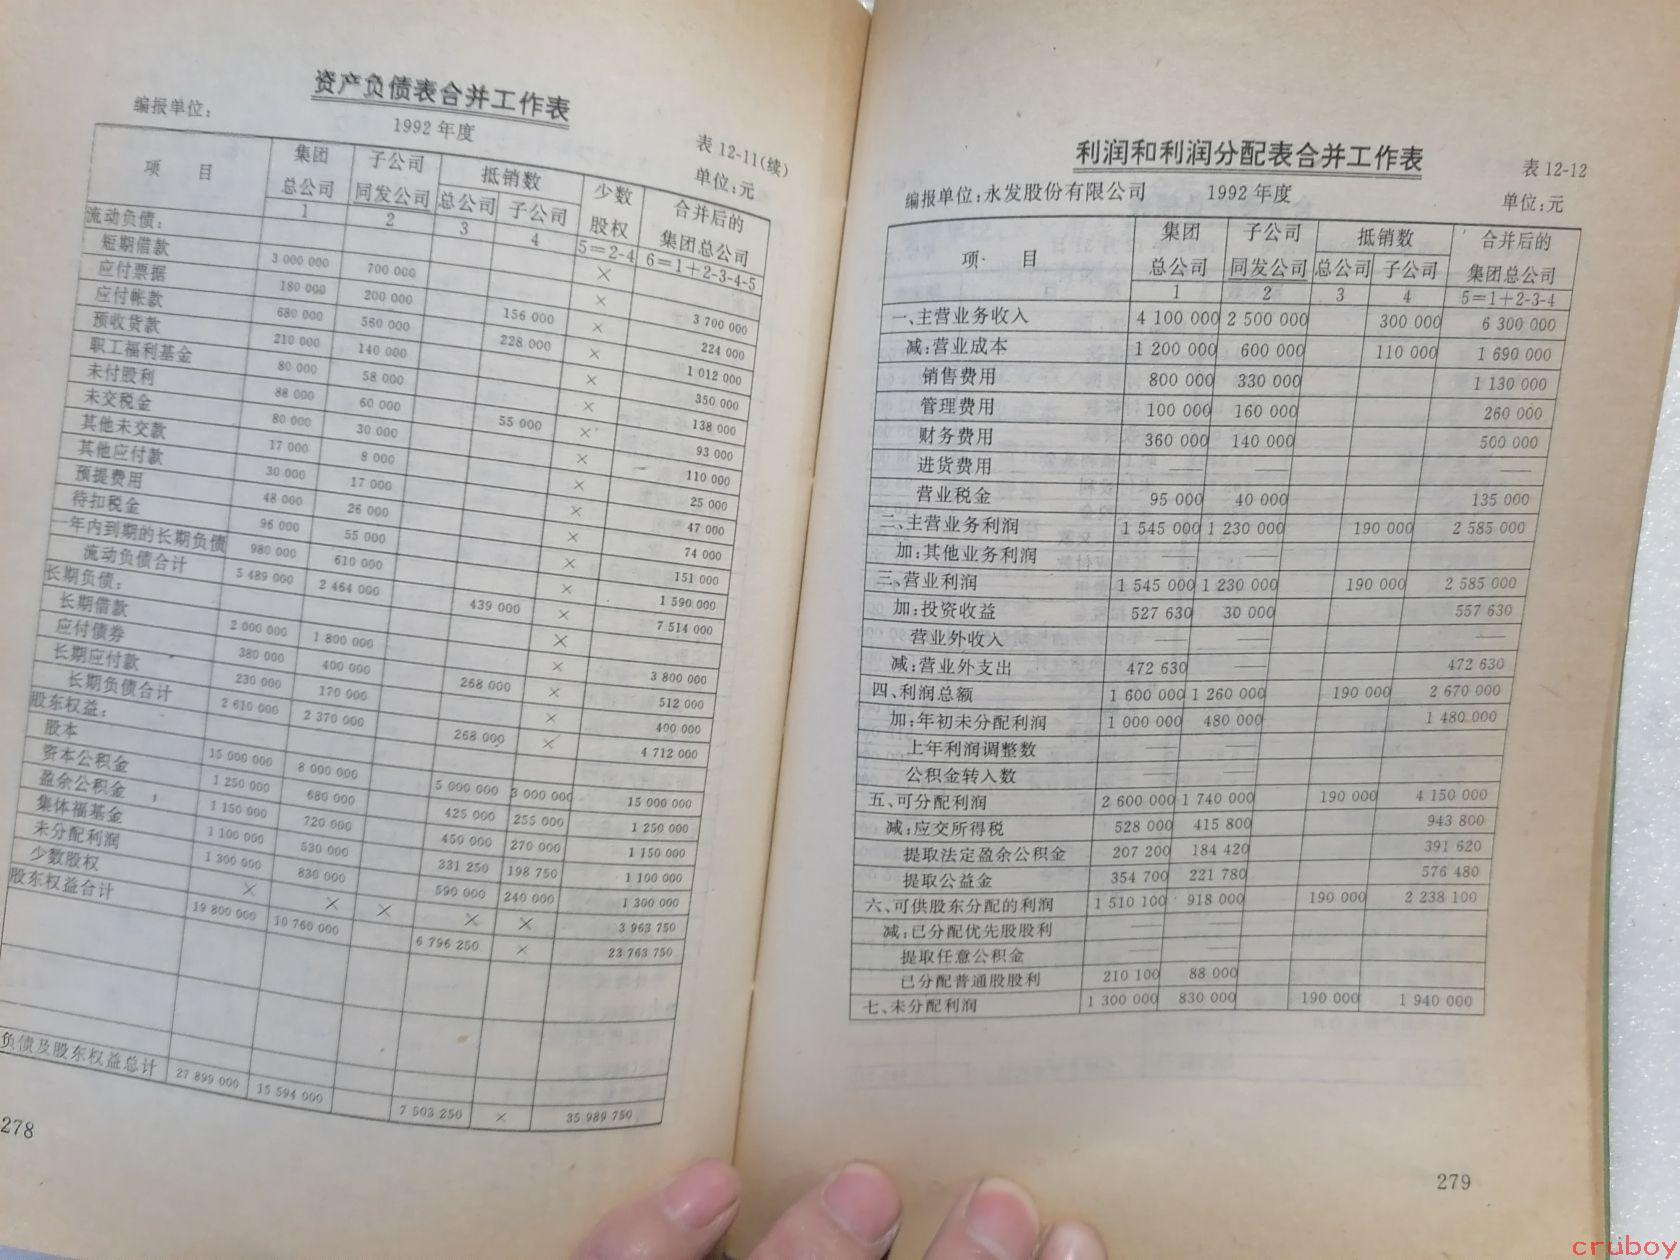 资产负债表合并工作表
编报单位： 1992年度 表12-11(续)
单位:元
项 目 集团总公司 子公司同发公司 抵销数 少数股权 合并后的集团总公司
总公司 子公司
1 2 3 4 5=2-4 6=1+2-3-4-5
流动负债：
短期借款 3 000 000 700 000 × 3 700 000
应付票据 180 000 200 000 156 000 × 224 000
应付帐款 680 000 560 000 228 000 × 1 012 000
预收货款 210 000 140 000 × 350 000
职工福利基金 80 000 58 000 × 138 000
未付股利 88 000 60 000 55 000 × 93 000
未交税金 80 000 30 000 × 110 000
其他未交款 17 000 8 000 × 25 000
其他应付款 30 000 17 000 × 47 000
预提费用 48 000 26 000 × 74 000
待扣税金 96 000 55 000 × 151 000
一年内到期的长期负债 980 000 610 000 × 1 590 000
流动负债合计 5 489 000 2 464 000 439 000 × 7 514 000
长期负债： ×
长期借款 2 000 000 1 800 000 × 3 800 000
应付债券 380 000 400 000 268 000 × 512 000
长期应付款 230 000 170 000 × 400 000
长期负债合计 2 610 000 2 370 000 268 000 × 4 712 000
股东权益：
股本 15 000 000 8 000 000 5 000 000 3 000 000 15 000 000
资本公积金 1 250 000 680 000 425 000 255 000 1 250 000
盈余公积金 1 150 000 720 000 450 000 270 000 1 150 000
集体福基金 1 100 000 530 000 331 250 198 750 1 100 000
未分配利润 1 300 000 830 000 590 000 240 000 1 300 000
少数股权 × × × × × 3 963 750
股东权益合计 19 800 000 10 760 000 6 796 250 × 23 763 750
负债及股东权益总计 27 899 000 15 594 000 7 503 250 × 35 989 750
278
利润和利润分配表合并工作表
表12-12
编报单位:永发股份有限公司 1992年度 单位:元
项 目 集团总公司 子公司同发公司 抵销数 合并后的集团总公司
总公司 子公司
1 2 3 4 5=1+2-3-4
一、主营业务收入 4 100 000 2 500 000 300 000 6 300 000
减:营业成本 1 200 000 600 000 110 000 1 690 000
销售费用 800 000 330 000 1 130 000
管理费用 100 000 160 000 260 000
财务费用 360 000 140 000 500 000
进货费用 — — —
营业税金 95 000 40 000 135 000
二、主营业务利润 1 545 000 1 230 000 190 000 2 585 000
加:其他业务利润 — —
三、营业利润 1 545 000 1 230 000 190 000 2 585 000
加:投资收益 527 630 30 000 557 630
营业外收入 — — —
减:营业外支出 472 630 — 472 630
四、利润总额 1 600 000 1 260 000 190 000 2 670 000
加:年初未分配利润 1 000 000 480 000 1 480 000
上年利润调整数 — —
公积金转入数 — —
五、可分配利润 2 600 000 1 740 000 190 000 4 150 000
减:应交所得税 528 000 415 800 943 800
提取法定盈余公积金 207 200 184 420 391 620
提取公益金 354 700 221 780 576 480
六、可供股东分配的利润 1 510 100 918 000 190 000 2 238 100
减:已分配优先股股利 — —
提取任意公积金 — —
已分配普通股股利 210 100 88 000
七、未分配利润 1 300 000 830 000 190 000 1 940 000
279
cruboy